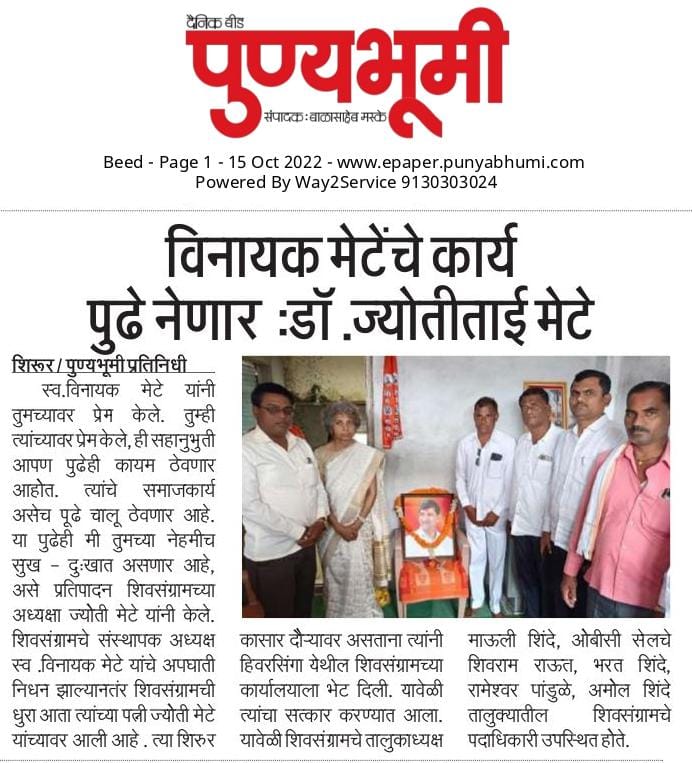 दैनिक बीड
पुण्यभूमी
संपादक : बाळासाहेब मस्के
Beed - Page 1 - 15 Oct 2022 - www.epaper.punyabhumi.com
Powered By Way2Service 9130303024
विनायक मेटेंचे कार्य
पुढे नेणार :डॉ .ज्योतीताई मेटे
शिरूर / पुण्यभूमी प्रतिनिधी
स्व.विनायक मेटे यांनी
तुमच्यावर प्रेम केले. तुम्ही
त्यांच्यावर प्रेम केले, ही सहानुभुती
आपण पुढेही कायम ठेवणार
आहोत. त्यांचे समाजकार्य
असेच पूढे चालू ठेवणार आहे.
या पुढेही मी तुमच्या नेहमीच
सुख - दुःखात असणार आहे,
असे प्रतिपादन शिवसंग्रामच्या
अध्यक्षा ज्योती मेटे यांनी केले.
शिवसंग्रामचे संस्थापक अध्यक्ष
स्व .विनायक मेटे यांचे अपघाती
निधन झाल्यानंतर शिवसंग्रामची
धुरा आता त्यांच्या पत्नी ज्योती मेटे
यांच्यावर आली आहे . त्या शिरुर
कासार दौऱ्यावर असताना त्यांनी
हिवरसिंगा येथील शिवसंग्रामच्या
कार्यालयाला भेट दिली. यावेळी
त्यांचा सत्कार करण्यात आला.
यावेळी शिवसंग्रामचे तालुकाध्यक्ष
माऊली शिंदे, ओबीसी सेलचे
शिवराम राऊत, भरत शिंदे,
रामेश्वर पांडुळे, अमोल शिंदे
तालुक्यातील शिवसंग्रामचे
पदाधिकारी उपस्थित होते.